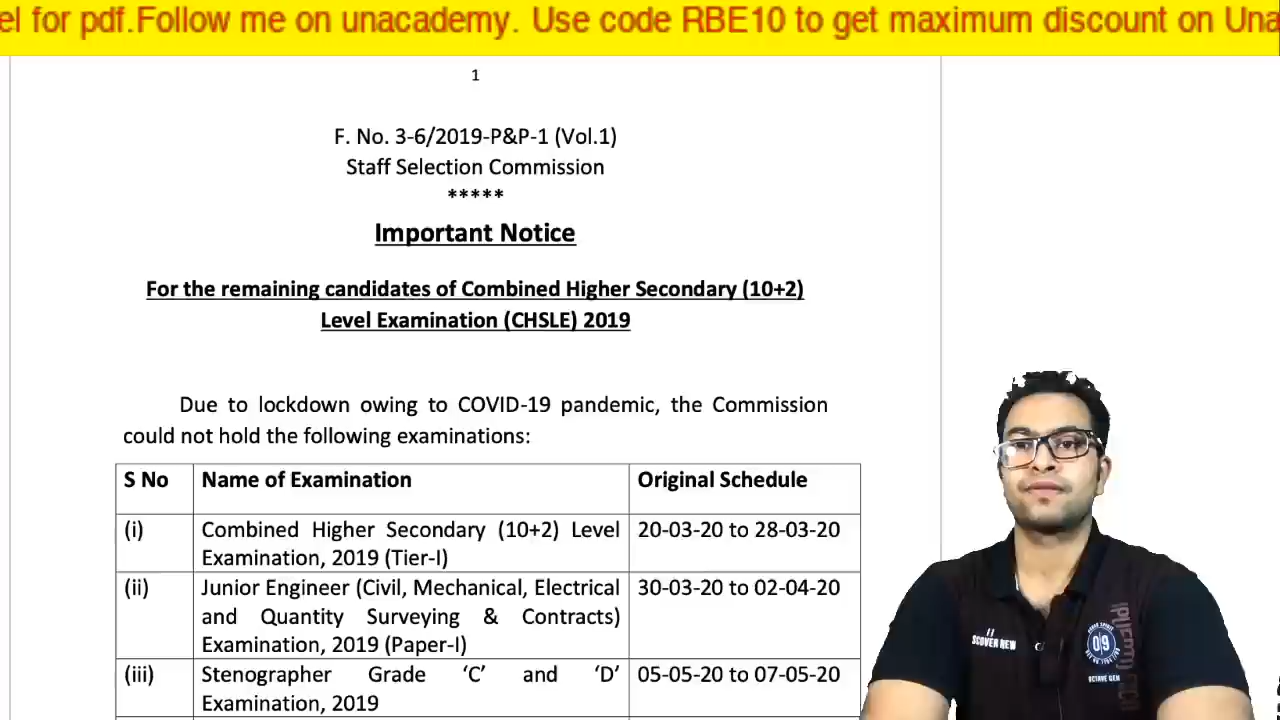 el for pdf.Follow me on unacademy. Use code RBE10 to get maximum discount on Una
1
F. No. 3-6/2019-P&P-1 (Vol.1)
Staff Selection Commission
*****
Important Notice
For the remaining candidates of Combined Higher Secondary (10+2)
Level Examination (CHSLE) 2019
Due to lockdown owing to COVID-19 pandemic, the Commission
could not hold the following examinations:
S No Name of Examination Original Schedule
(i) Combined Higher Secondary (10+2) Level 20-03-20 to 28-03-20
Examination, 2019 (Tier-I)
(ii) Junior Engineer (Civil, Mechanical, Electrical 30-03-20 to 02-04-20
and Quantity Surveying & Contracts)
Examination, 2019 (Paper-I)
(iii) Stenographer Grade ‘C’ and ‘D’ 05-05-20 to 07-05-20
Examination, 2019
SCOVER NEW
09
OCTAVE GEN